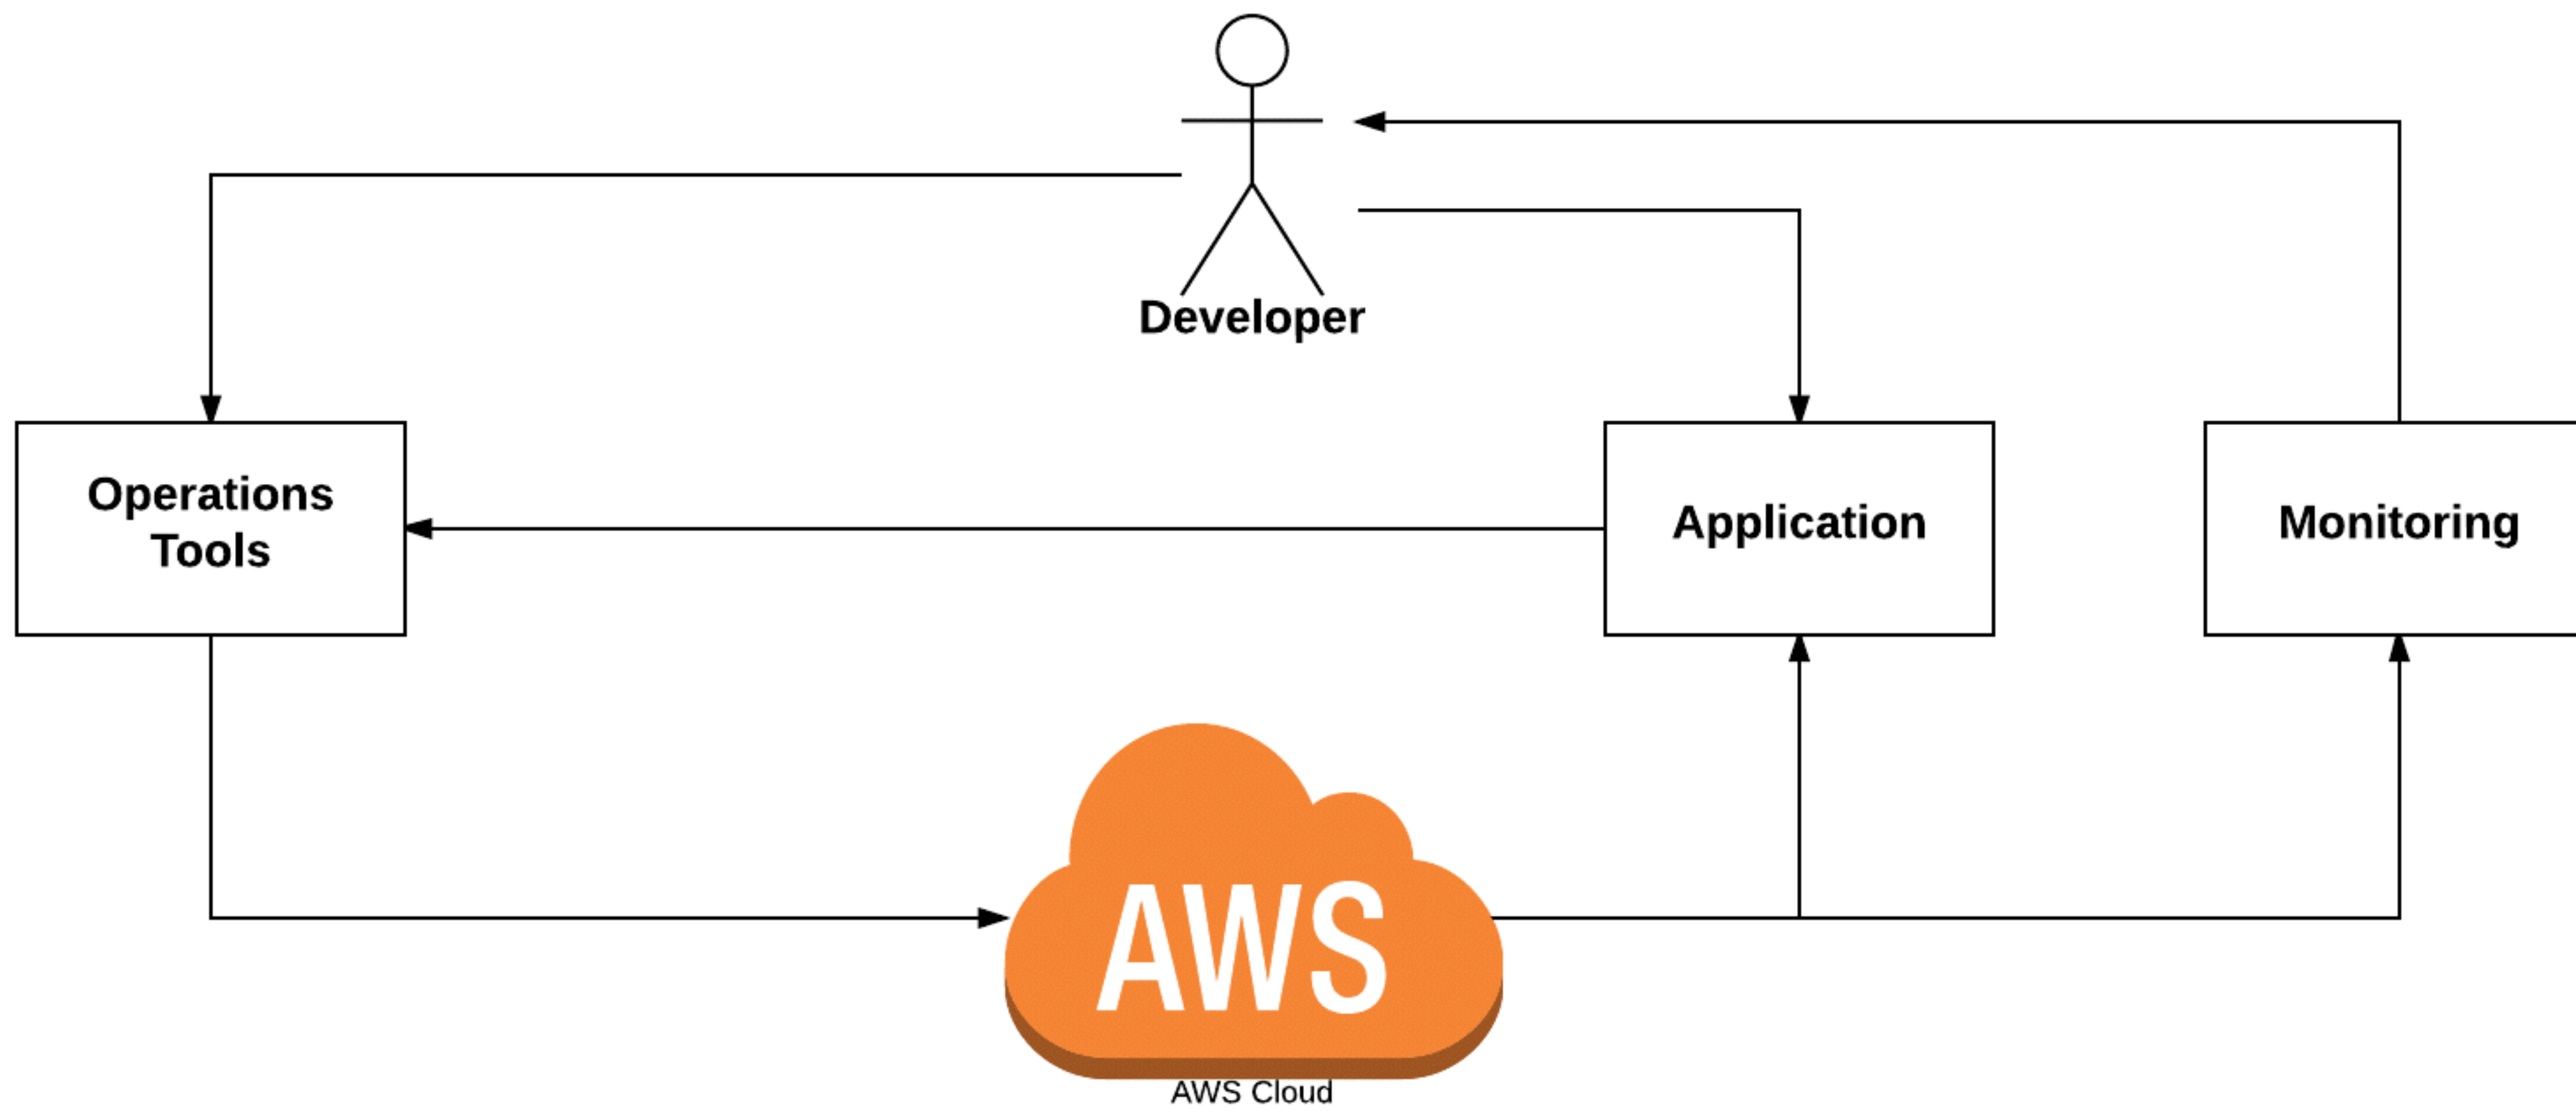 Developer
Operations
Tools
Application
Monitoring
AWS
AWS Cloud